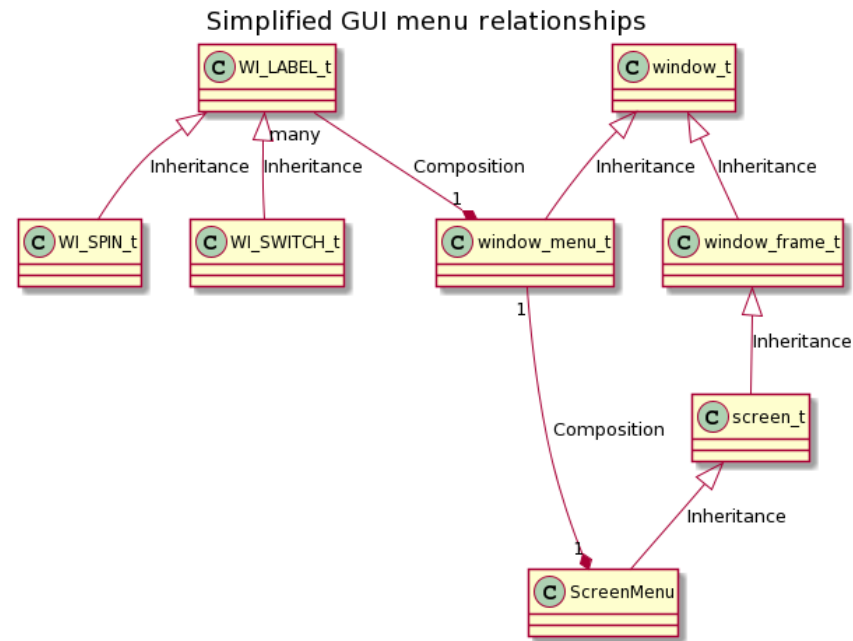 Simplified GUI menu relationships
C WI_LABEL_t
C window_t
many
Inheritance
Inheritance
Composition
Inheritance
Inheritance
1
C WI_SPIN_t
C WI_SWITCH_t
C window_menu_t
C window_frame_t
1
Inheritance
C screen_t
Composition
Inheritance
1
C ScreenMenu